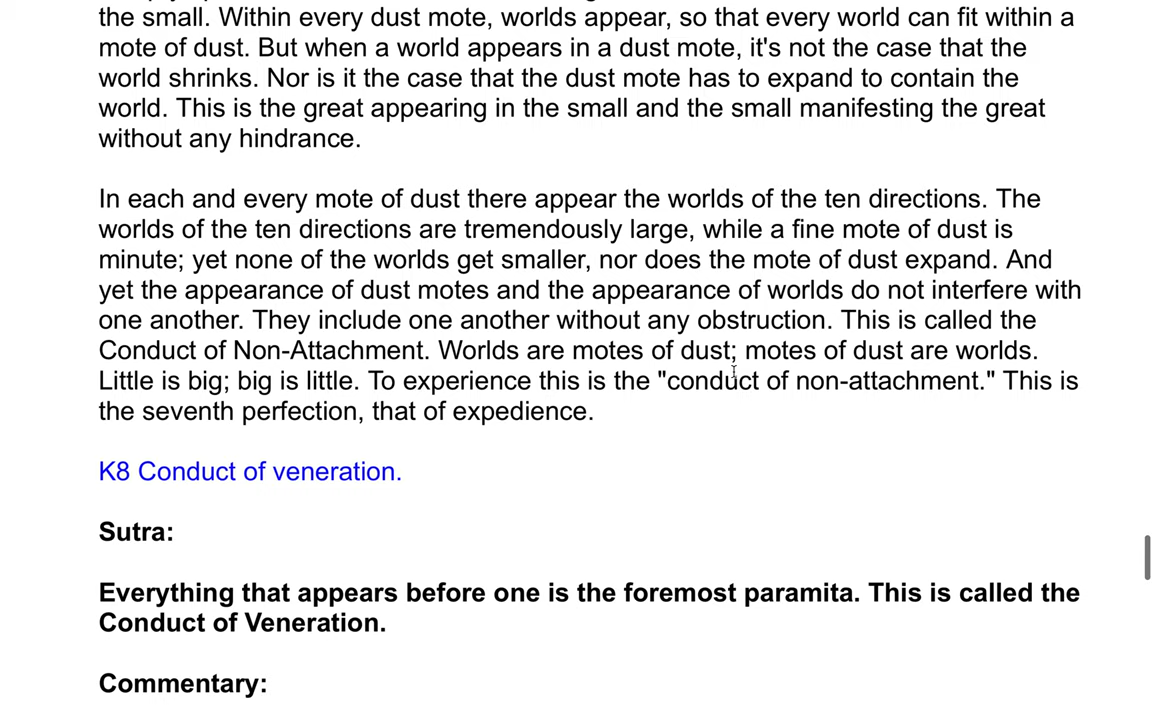 the small. Within every dust mote, worlds appear, so that every world can fit within a
mote of dust. But when a world appears in a dust mote, it's not the case that the
world shrinks. Nor is it the case that the dust mote has to expand to contain the
world. This is the great appearing in the small and the small manifesting the great
without any hindrance.
In each and every mote of dust there appear the worlds of the ten directions. The
worlds of the ten directions are tremendously large, while a fine mote of dust is
minute; yet none of the worlds get smaller, nor does the mote of dust expand. And
yet the appearance of dust motes and the appearance of worlds do not interfere with
one another. They include one another without any obstruction. This is called the
Conduct of Non-Attachment. Worlds are motes of dust; motes of dust are worlds.
Little is big; big is little. To experience this is the "conduct of non-attachment." This is
the seventh perfection, that of expedience.
K8 Conduct of veneration.
Sutra:
Everything that appears before one is the foremost paramita. This is called the
Conduct of Veneration.
Commentary: